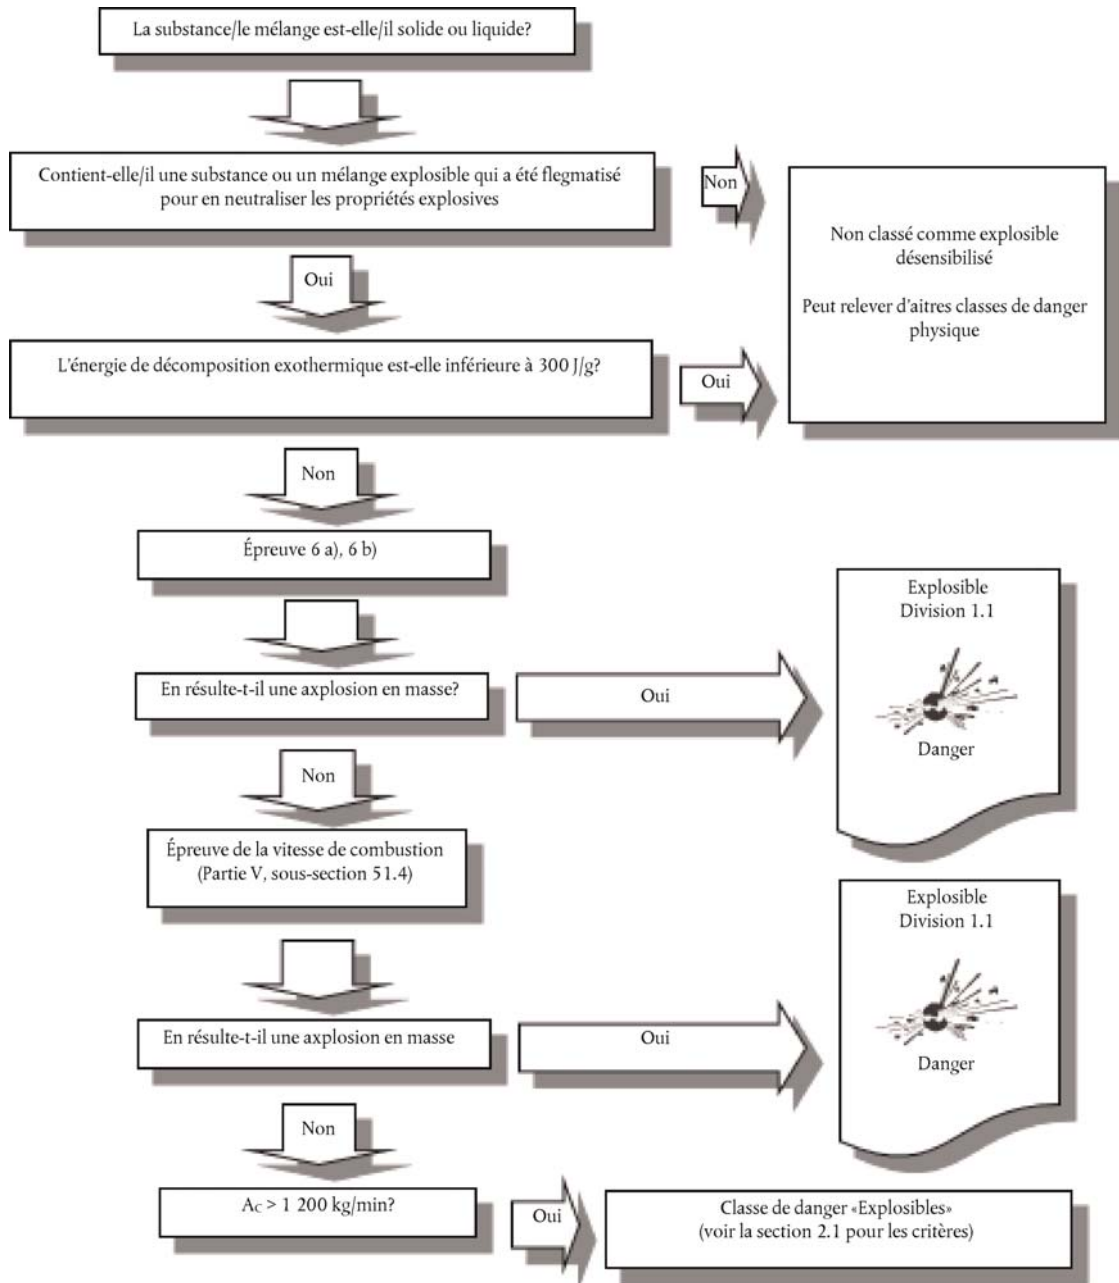 La substance/le mélange est-elle/il solide ou liquide?
Contient-elle/il une substance ou un mélange explosible qui a été flegmatisé
pour en neutraliser les propriétés explosives
Non
Non classé comme explosible
désensibilisé
Peut relever d'aitres classes de danger
physique
Oui
L'énergie de décomposition exothermique est-elle inférieure à 300 J/g?
Oui
Non
Épreuve 6 a), 6 b)
Explosible
Division 1.1
Danger
En résulte-t-il une axplosion en masse?
Oui
Non
Épreuve de la vitesse de combustion
(Partie V, sous-section 51.4)
Explosible
Division 1.1
Danger
En résulte-t-il une axplosion en masse
Oui
Non
AC > 1 200 kg/min?
Oui
Classe de danger «Explosibles»
(voir la section 2.1 pour les critères)